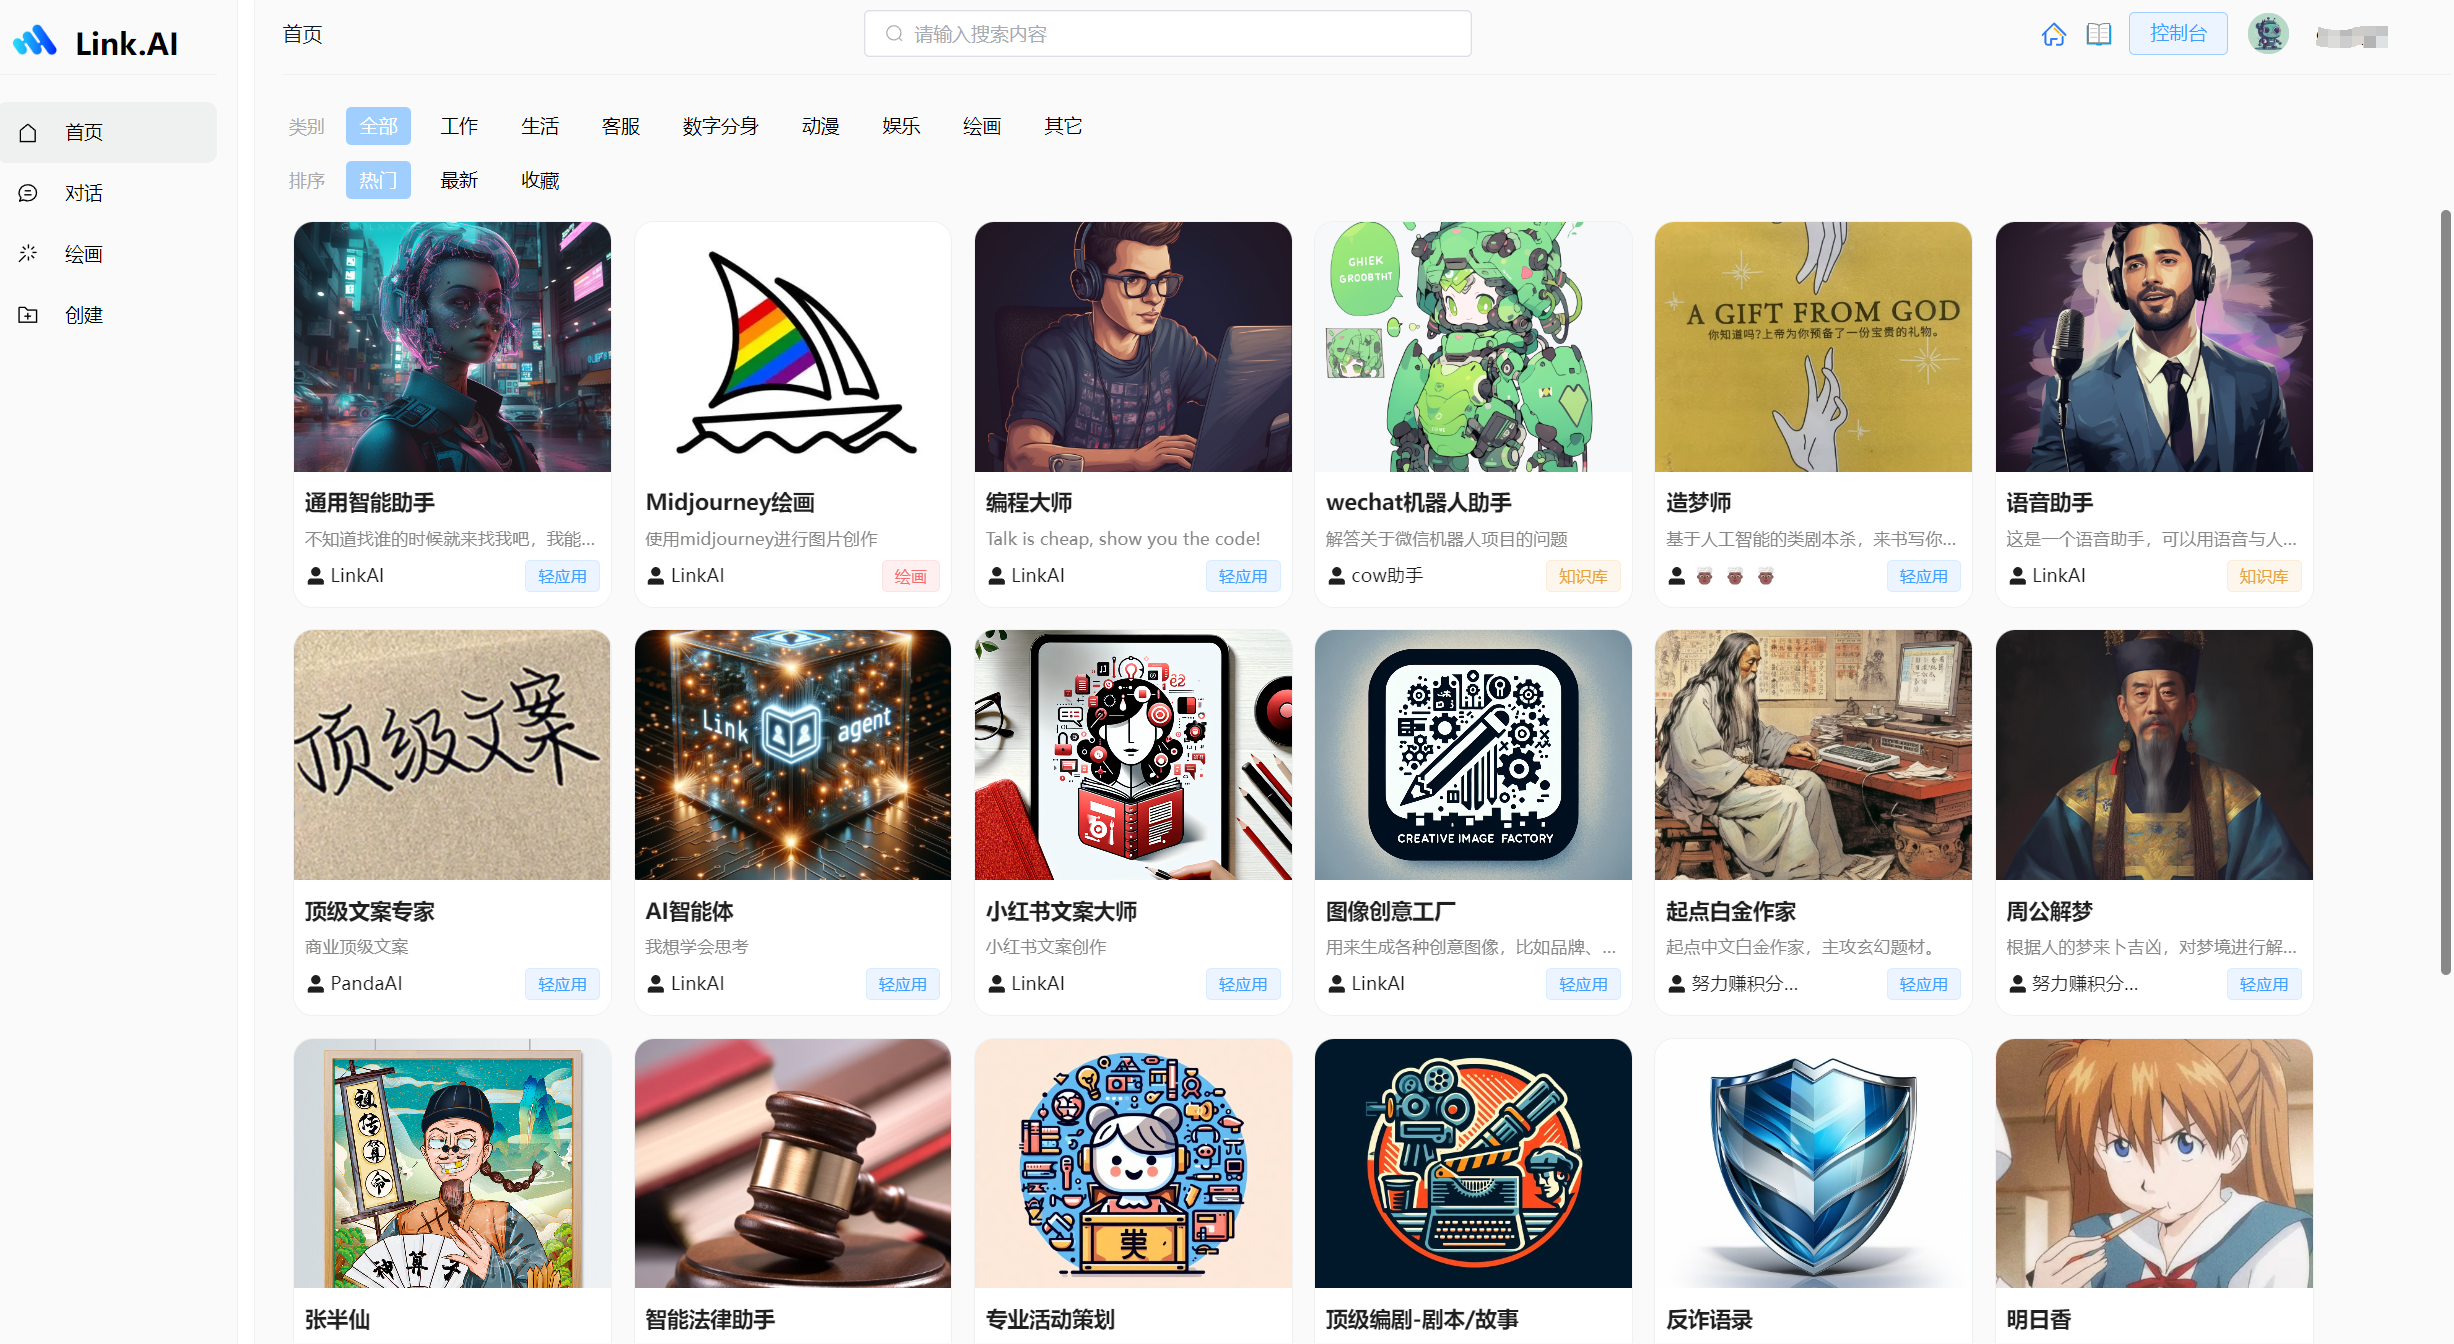 Link.AI
首页
请输入搜索内容
控制台
首页
对话
绘画
创建
类别 全部 工作 生活 客服 数字分身 动漫 娱乐 绘画 其它
排序 热门 最新 收藏
GHIEK
GROOBTHT
A GIFT FROM GOD
你知道吗?上帝为你预备了一份宝贵的礼物。
通用智能助手
不知道找谁的时候就来找我吧，我能...
LinkAI 轻应用
Midjourney绘画
使用midjourney进行图片创作
LinkAI 绘画
编程大师
Talk is cheap, show you the code!
LinkAI 轻应用
wechat机器人助手
解答关于微信机器人项目的问题
cow助手 知识库
造梦师
基于人工智能的类剧本杀，来书写你...
轻应用
语音助手
这是一个语音助手，可以用语音与人...
LinkAI 知识库
顶级文案
Link agent
CREATIVE IMAGE FACTORY
顶级文案专家
商业顶级文案
PandaAI 轻应用
AI智能体
我想学会思考
LinkAI 轻应用
小红书文案大师
小红书文案创作
LinkAI 轻应用
图像创意工厂
用来生成各种创意图像，比如品牌、...
LinkAI 轻应用
起点白金作家
起点中文白金作家，主攻玄幻题材。
努力赚积分... 轻应用
周公解梦
根据人的梦来卜吉凶，对梦境进行解...
努力赚积分... 轻应用
祖传算命
神算子
张半仙
智能法律助手
专业活动策划
顶级编剧-剧本/故事
反诈语录
明日香